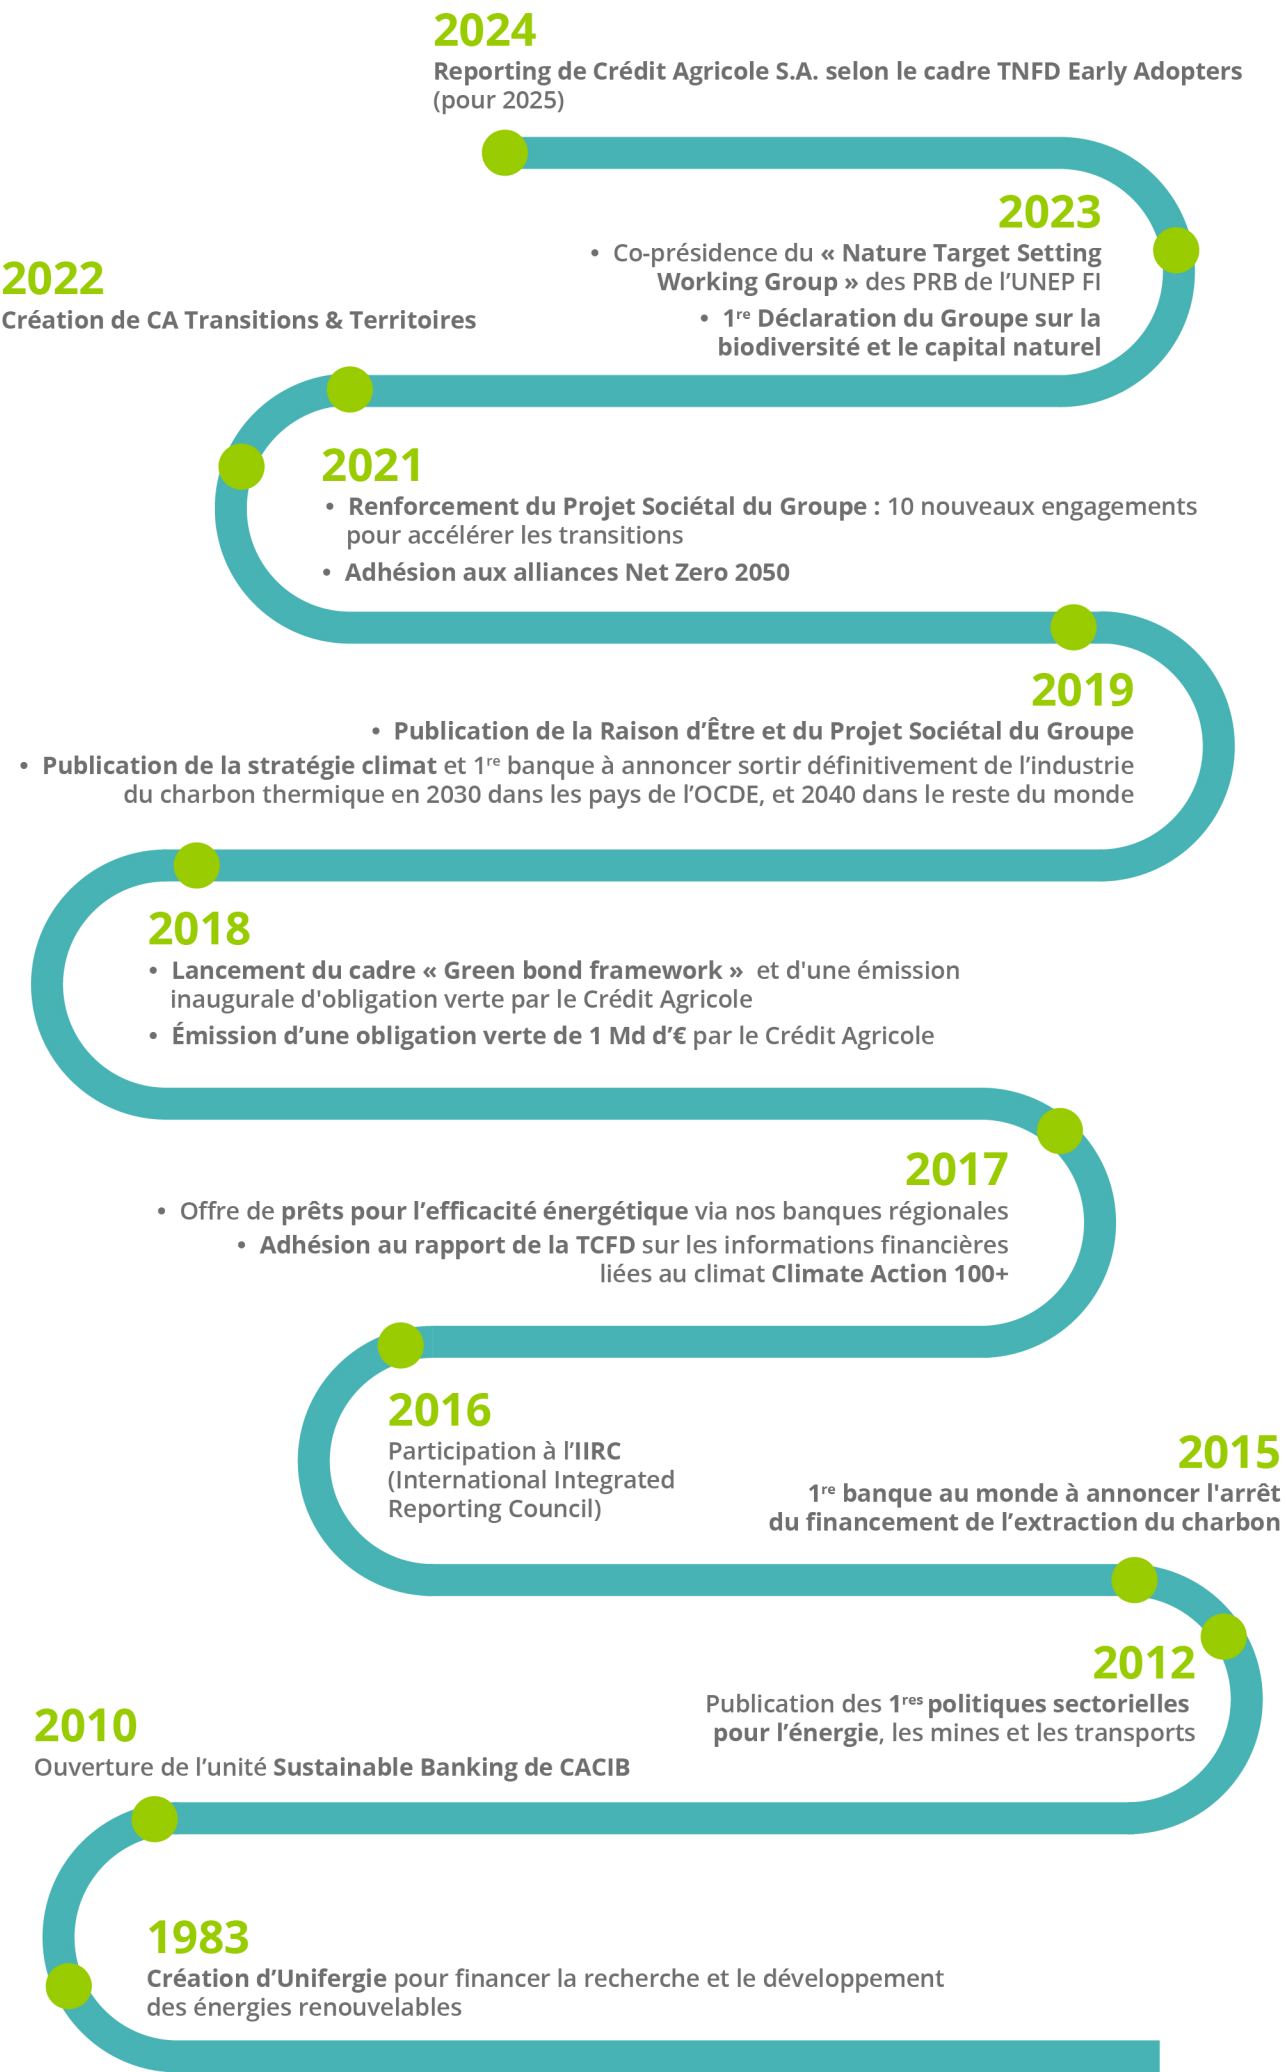 2024
Reporting de Crédit Agricole S.A. selon le cadre TNFD Early Adopters
(pour 2025)
2023
• Co-présidence du « Nature Target Setting
Working Group » des PRB de l’UNEP FI
• 1re Déclaration du Groupe sur la
biodiversité et le capital naturel
2022
Création de CA Transitions & Territoires
2021
• Renforcement du Projet Sociétal du Groupe : 10 nouveaux engagements
pour accélérer les transitions
• Adhésion aux alliances Net Zero 2050
2019
• Publication de la Raison d’Être et du Projet Sociétal du Groupe
• Publication de la stratégie climat et 1re banque à annoncer sortir définitivement de l’industrie
du charbon thermique en 2030 dans les pays de l’OCDE, et 2040 dans le reste du monde
2018
• Lancement du cadre « Green bond framework » et d'une émission
inaugurale d'obligation verte par le Crédit Agricole
• Émission d’une obligation verte de 1 Md d’€ par le Crédit Agricole
2017
• Offre de prêts pour l’efficacité énergétique via nos banques régionales
• Adhésion au rapport de la TCFD sur les informations financières
liées au climat Climate Action 100+
2016
Participation à l’IIRC
(International Integrated
Reporting Council)
2015
1re banque au monde à annoncer l'arrêt
du financement de l’extraction du charbon
2012
Publication des 1res politiques sectorielles
pour l’énergie, les mines et les transports
2010
Ouverture de l’unité Sustainable Banking de CACIB
1983
Création d’Unifergie pour financer la recherche et le développement
des énergies renouvelables